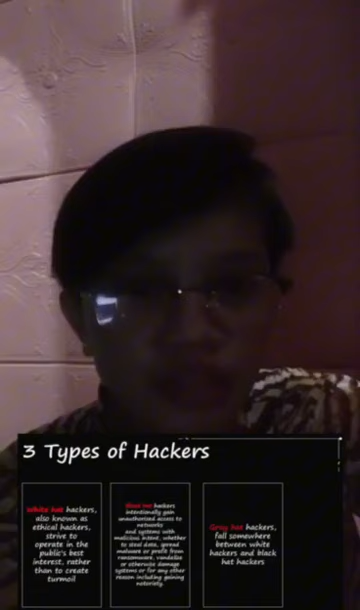 3 Types of Hackers
White hat hackers,
also known as
ethical hackers,
strive to
operate in the
public's best
interest, rather
than to create
turmoil
hackers
intentionally gain
unauthorized access to
networks
and systems with
malicious intent, whether
to steal data, spread
malware or profit from
ransomware, vandalize
or otherwise damage
systems or for any other
reason including gaining
notoriety.
Gray hat hackers,
fall somewhere
between white
hackers and black
hat hackers